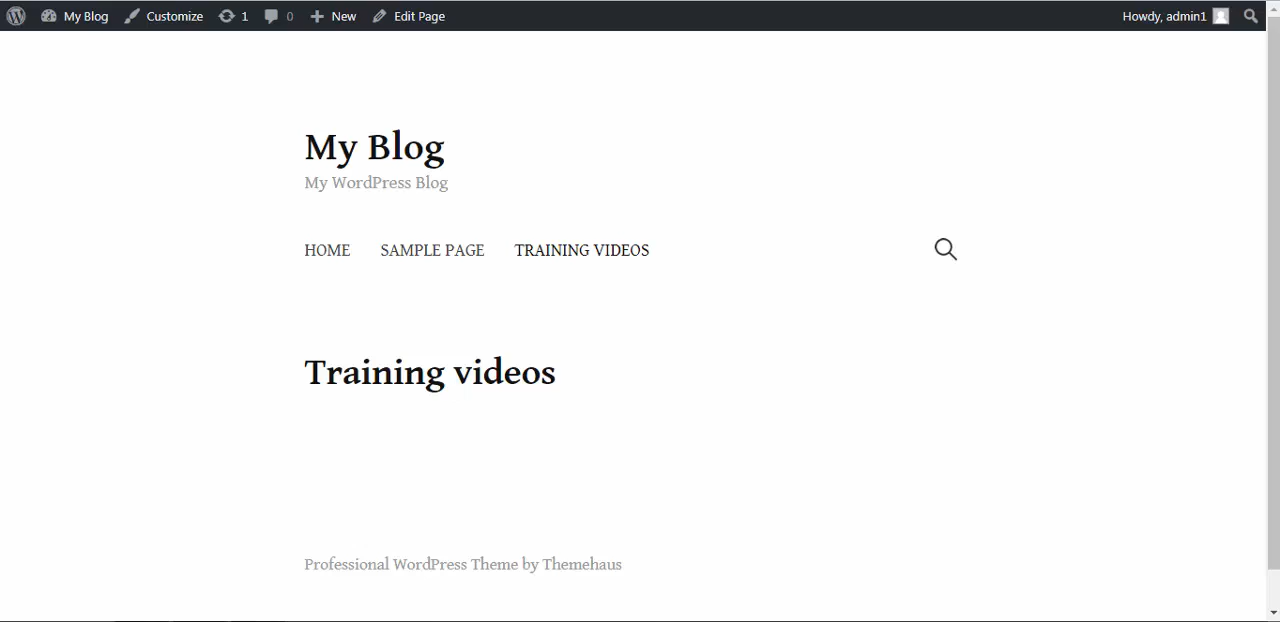 My Blog Customize 1 0 New Edit Page Howdy, admin1
My Blog
My WordPress Blog
HOME SAMPLE PAGE TRAINING VIDEOS
Training videos
Professional WordPress Theme by Themehaus